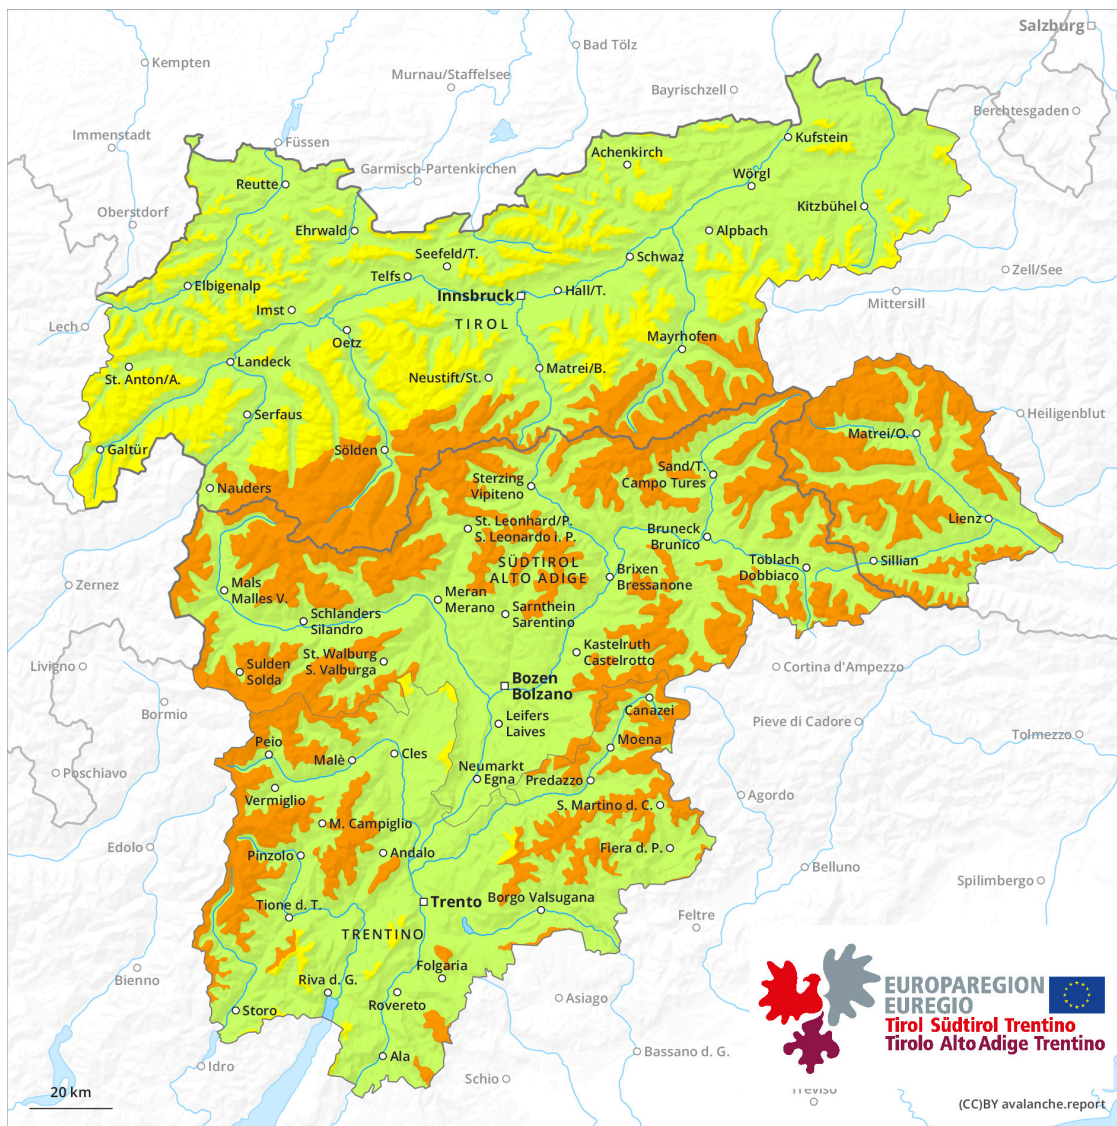 Salzburg
Bad Tölz
Kempten
Murnau/Staffelsee
Bayrischzell
Berchtesgaden
Immenstadt
Füssen
Kufstein
Achenkirch
Garmisch-Partenkirchen
Wörgl
Reutte
Kitzbühel
Oberstdorf
Ehrwald
Alpbach
Seefeld/T.
Schwaz
Zell/See
Telfs
Elbigenalp
Hall/T.
Innsbruck
Mittersill
Imst
TIROL
Lech
Mayrhofen
Oetz
Landeck
Matrei/B.
St. Anton/A.
Neustift/St.
Serfaus
Heiligenblut
Matrei/O.
Galtür
Sölden
Sand/T.
Campo Tures
Sterzing
Vipiteno
Nauders
Lienz
St. Leonhard/P.
S. Leonardo i. P.
Bruneck
Brunico
SÜDTIROL
ALTO ADIGE
Toblach
Dobbiaco
Sillian
Brixen
Bressanone
Zernez
Mals
Malles V.
Meran
Merano
Sarnthein
Sarentino
Schlanders
Silandro
Kastelruth
Castelrotto
St. Walburg
S. Valburga
Livigno
Sulden
Solda
Cortina d'Ampezzo
Bozen
Bolzano
Canazei
Bormio
Leifers
Laives
Pieve di Cadore
Tolmezzo
Peio
Moena
Malè
Cles
Poschiavo
Neumarkt
Egna
Predazzo
Vermiglio
Agordo
S. Martino d. C.
M. Campiglio
Edolo
Pinzolo
Andalo
Fiera d. P.
Belluno
Spilimbergo
Tione d. T.
Trento
Borgo Valsugana
Feltre
TRENTINO
Folgaria
Bienno
Riva d. G.
Rovereto
Asiago
Storo
EUROPAREGION
EUREGIO
Tirol Südtirol Trentino
Tirolo Alto Adige Trentino
Ala
Bassano d. G.
Idro
Schio
20 km
Treviso
(CC)BY avalanche.report